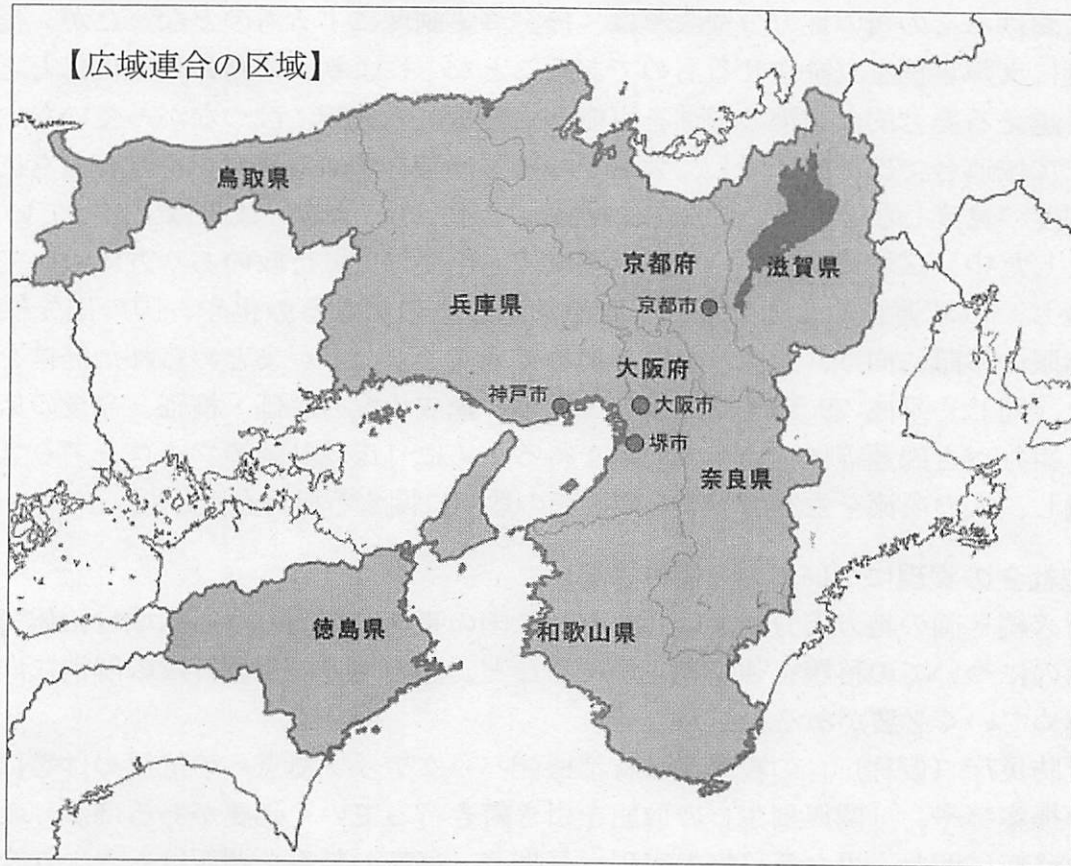 【広域連合の区域】
鳥取県
京都府
滋賀県
兵庫県
京都市
大阪府
神戸市
大阪市
堺市
奈良県
徳島県
和歌山県